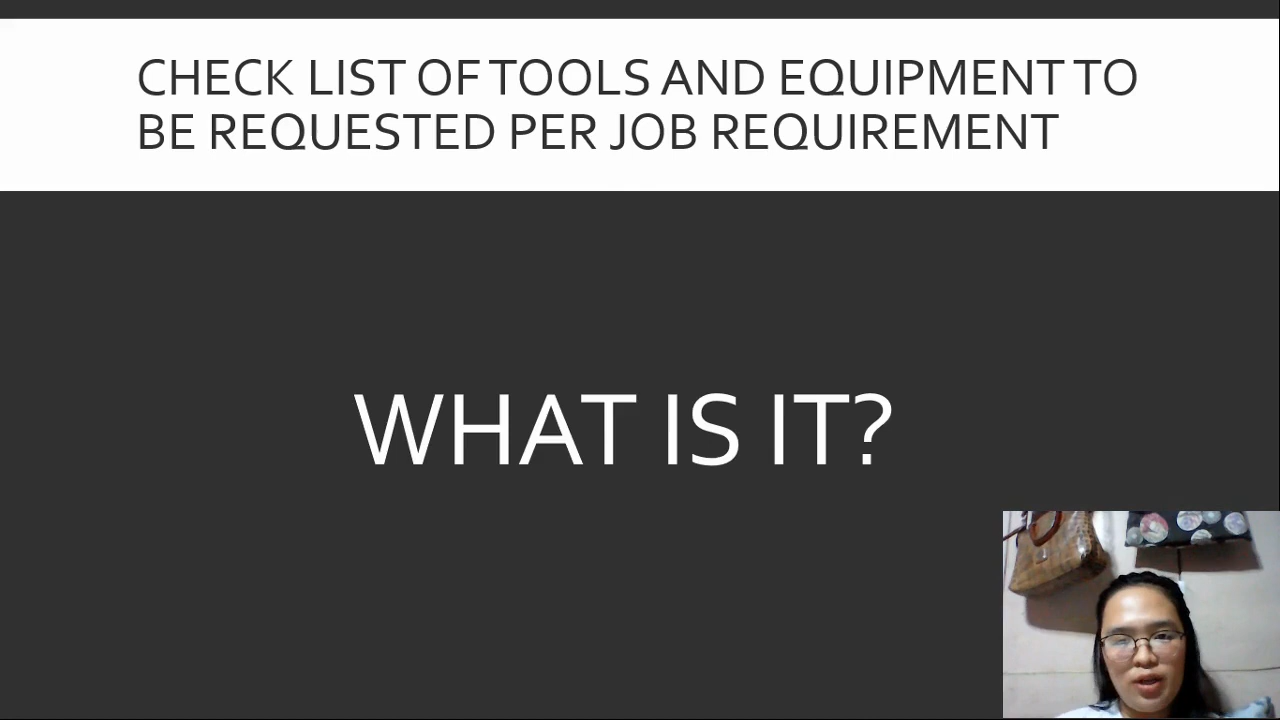 CHECK LIST OF TOOLS AND EQUIPMENT TO
BE REQUESTED PER JOB REQUIREMENT
WHAT IS IT?